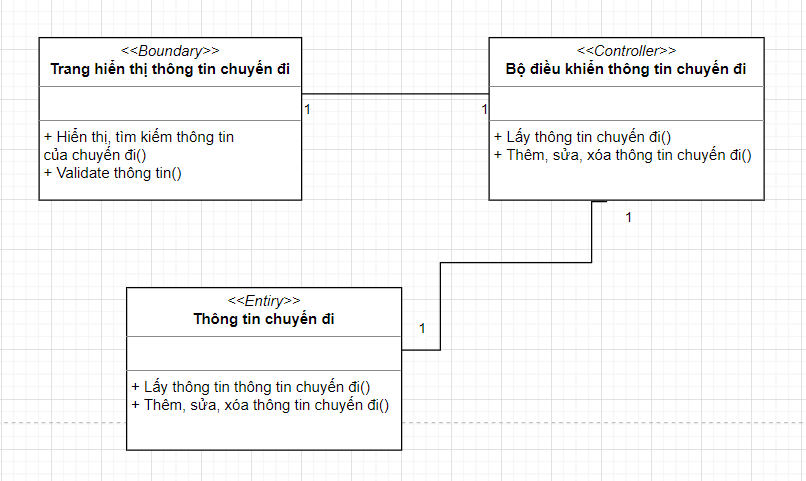 <<Boundary>>
Trang hiển thị thông tin chuyến đi
+ Hiển thị, tìm kiếm thông tin
của chuyến đi()
+ Validate thông tin()
1
1
<<Controller>>
Bộ điều khiển thông tin chuyến đi
+ Lấy thông tin chuyến đi()
+ Thêm, sửa, xóa thông tin chuyến đi()
1
<<Entiry>>
Thông tin chuyến đi
1
+ Lấy thông tin thông tin chuyến đi()
+ Thêm, sửa, xóa thông tin chuyến đi()